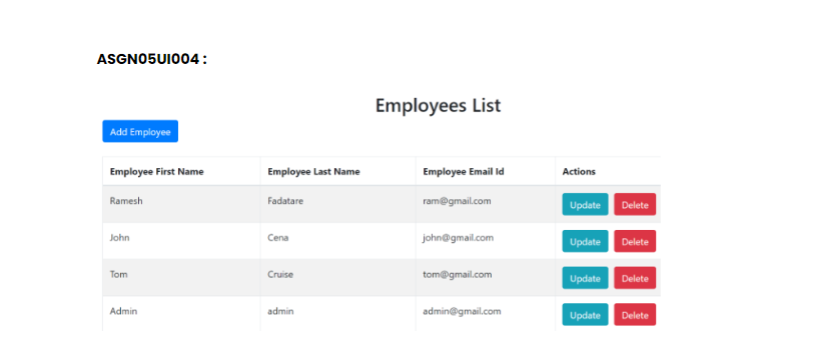 ASGN05UI004 :
Employees List
Add Employee
Employee First Name Employee Last Name Employee Email Id Actions
Ramesh Fadatare ram@gmail.com Update Delete
John Cena john@gmail.com Update Delete
Tom Cruise tom@gmail.com Update Delete
Admin admin admin@gmail.com Update Delete